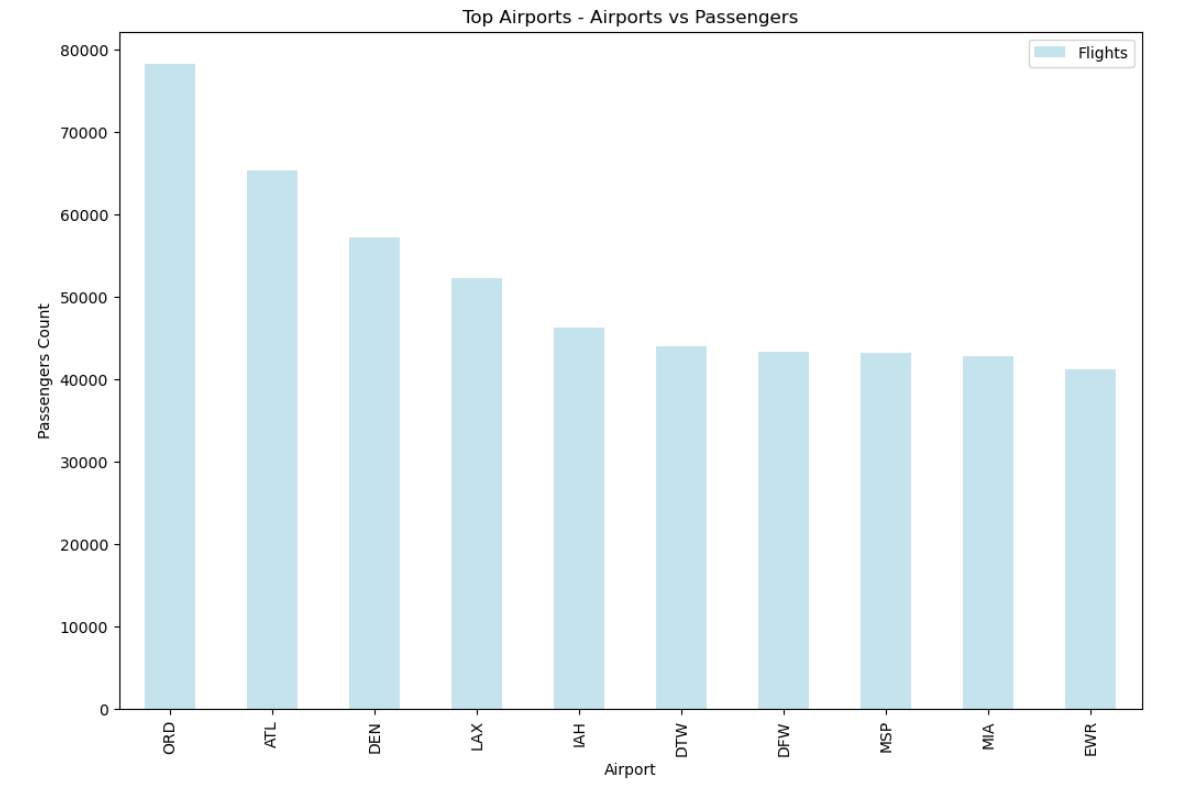 Top Airports - Airports vs Passengers
Flights
Passengers Count
80000
70000
60000
50000
40000
30000
20000
10000
0
ORD
ATL
DEN
LAX
IAH
DTW
DFW
MSP
MIA
EWR
Airport